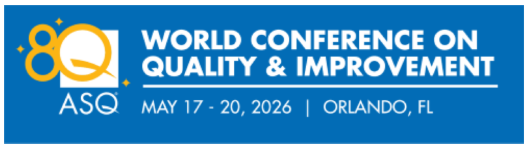 80
WORLD CONFERENCE ON
QUALITY & IMPROVEMENT
ASQ
MAY 17 - 20, 2026 | ORLANDO, FL